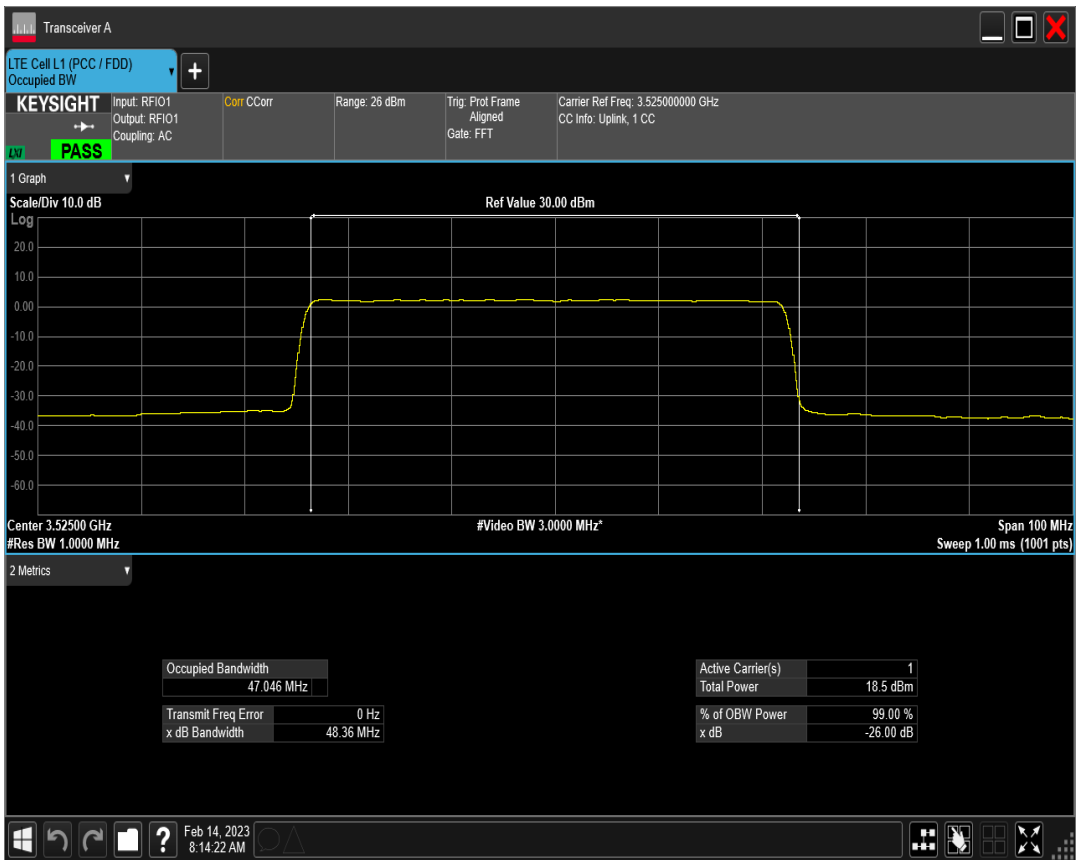 Transceiver A
LTE Cell L1 (PCC / FDD)
Occupied BW
+
KEYSIGHT
LXI
PASS
Input: RFIO1
Output: RFIO1
Coupling: AC
Corr CCorr
Range: 26 dBm
Trig: Prot Frame
Aligned
Gate: FFT
Carrier Ref Freq: 3.525000000 GHz
CC Info: Uplink, 1 CC
1 Graph
Scale/Div 10.0 dB
Ref Value 30.00 dBm
Log
20.0
10.0
0.00
-10.0
-20.0
-30.0
-40.0
-50.0
-60.0
Center 3.52500 GHz
#Video BW 3.0000 MHz*
Span 100 MHz
#Res BW 1.0000 MHz
Sweep 1.00 ms (1001 pts)
2 Metrics
Occupied Bandwidth
47.046 MHz
Transmit Freq Error 0 Hz
x dB Bandwidth 48.36 MHz
Active Carrier(s) 1
Total Power 18.5 dBm
% of OBW Power 99.00 %
x dB -26.00 dB
?
Feb 14, 2023
8:14:22 AM